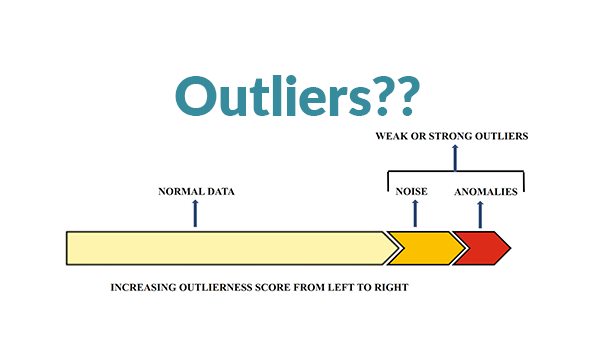 Outliers??
WEAK OR STRONG OUTLIERS
NORMAL DATA
NOISE
ANOMALIES
INCREASING OUTLIERNESS SCORE FROM LEFT TO RIGHT